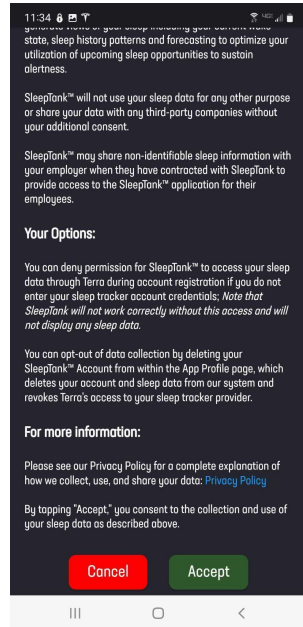 11:34
generate views of your sleep including your current wake
state, sleep history patterns and forecasting to optimize your
utilization of upcoming sleep opportunities to sustain
alertness.
SleepTank™ will not use your sleep data for any other purpose
or share your data with any third-party companies without
your additional consent.
SleepTank™ may share non-identifiable sleep information with
your employer when they have contracted with SleepTank to
provide access to the SleepTank™ application for their
employees.
Your Options:
You can deny permission for SleepTank™ to access your sleep
data through Terra during account registration if you do not
enter your sleep tracker account credentials; Note that
SleepTank will not work correctly without this access and will
not display any sleep data.
You can opt-out of data collection by deleting your
SleepTank™ Account from within the App Profile page, which
deletes your account and sleep data from our system and
revokes Terra's access to your sleep tracker provider.
For more information:
Please see our Privacy Policy for a complete explanation of
how we collect, use, and share your data: Privacy Policy
By tapping "Accept," you consent to the collection and use of
your sleep data as described above.
Cancel Accept